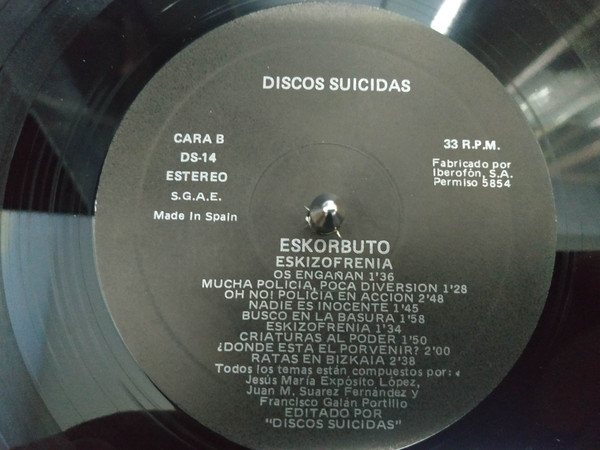 DISCOS SUICIDAS
CARA B
DS-14
ESTEREO
S.G.A.E.
Made in Spain
33 R.P.M.
Fabricado por
Iberofón, S.A.
Permiso 5854
ESKORBUTO
ESKIZOFRENIA
OS ENGAÑAN 1'36
MUCHA POLICIA, POCA DIVERSION 1'28
OH NO! POLICIA EN ACCION 2'48
NADIE ES INOCENTE 1'45
BUSCO EN LA BASURA 1'58
ESKIZOFRENIA 1'34
CRIATURAS AL PODER 1'50
¿DONDE ESTA EL PORVENIR? 2'00
RATAS EN BIZKAIA 2'38
Todos los temas están compuestos por:
Jesús María Expósito López,
Juan M. Suarez Fernández y
Francisco Galán Portillo
EDITADO POR
"DISCOS SUICIDAS"